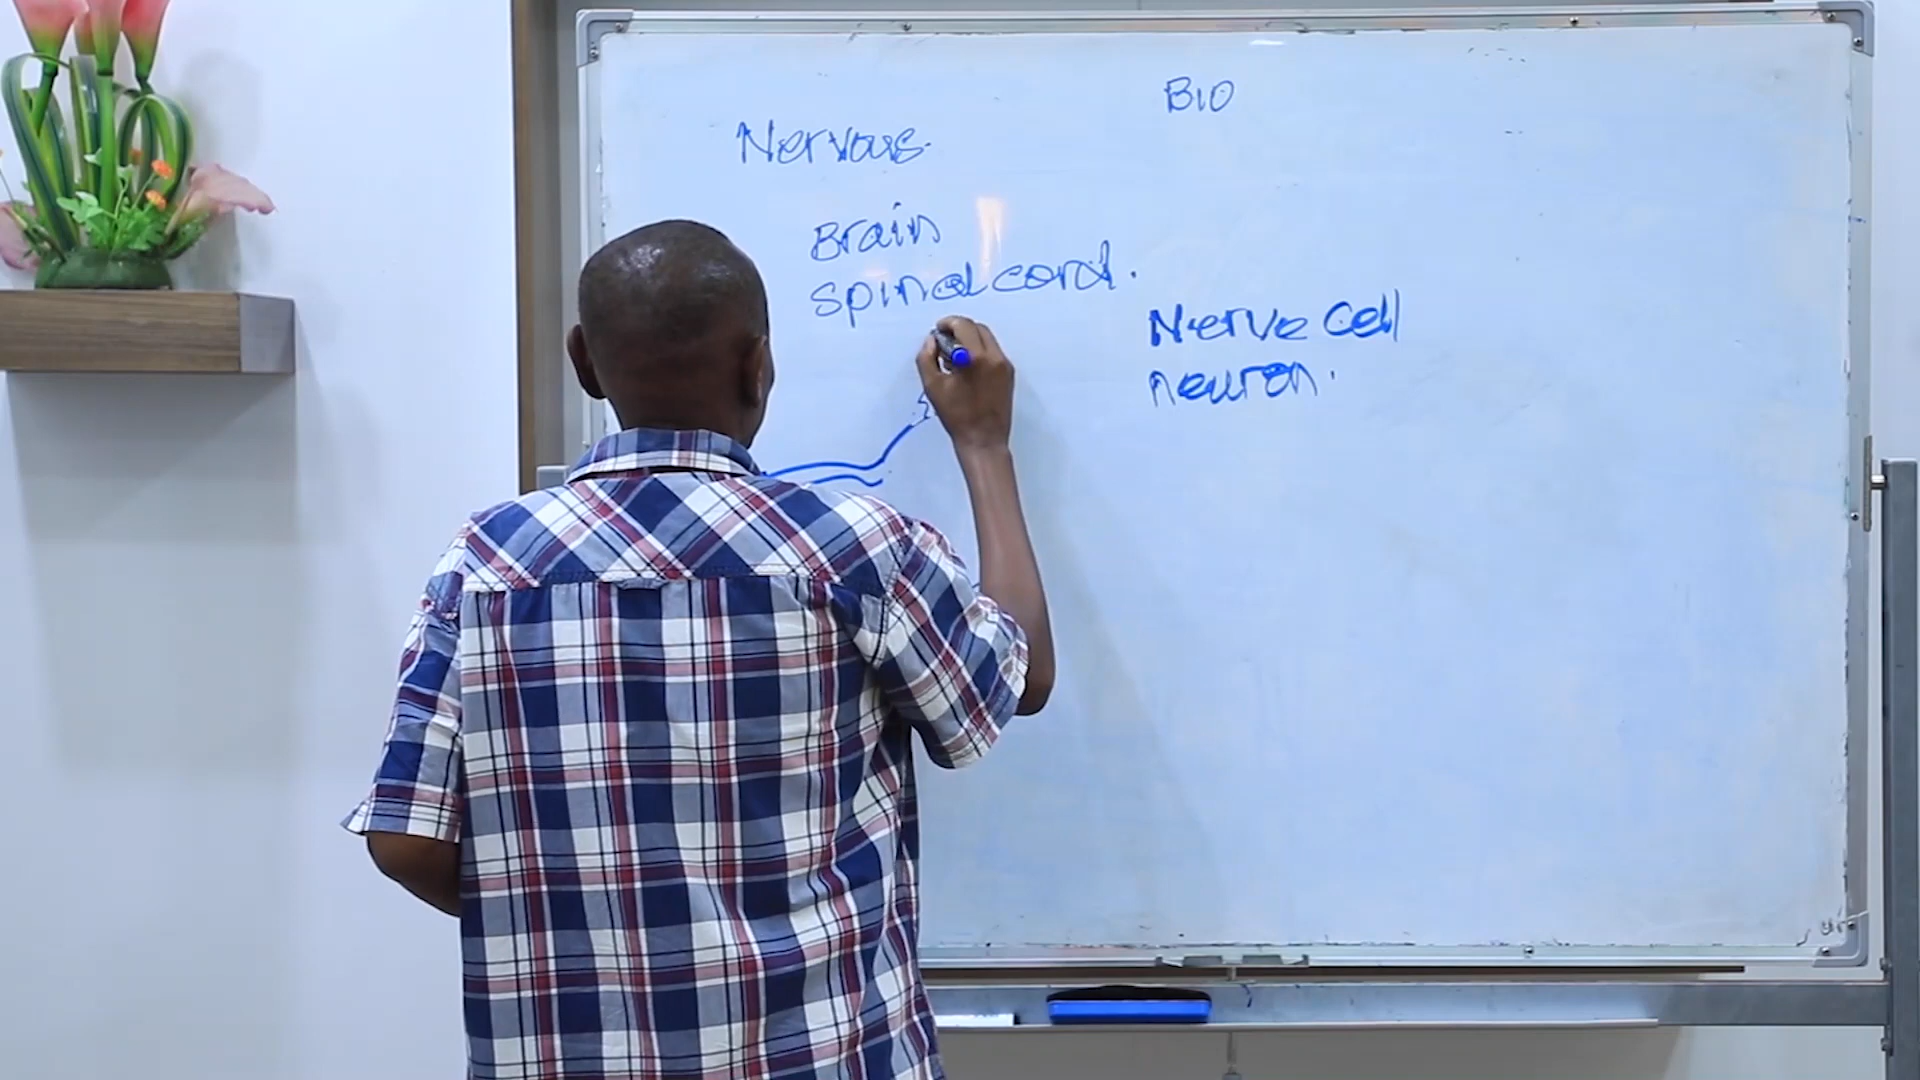 BIO
Nervous.
Brain
spinal cord.
Nerve Cell
neuron.